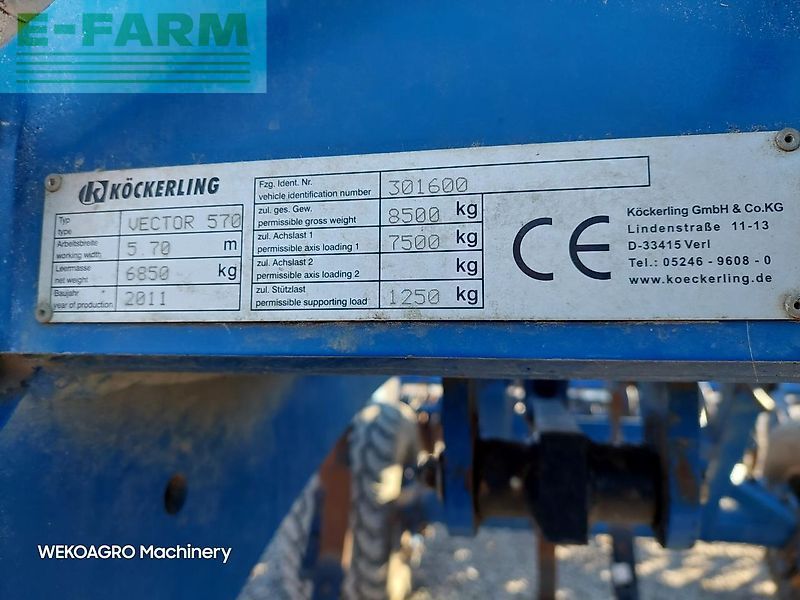 E-FARM
KÖCKERLING
Typ
type
VECTOR 570
Arbeitsbreite
working width
5.70 m
Leermasse
net weight
6850 kg
Baujahr
year of production
2011
Fzg. Ident. Nr.
vehicle identification number
301600
zul. ges. Gew.
permissible gross weight
8500 kg
zul. Achslast 1
permissible axis loading 1
7500 kg
zul. Achslast 2
permissible axis loading 2
kg
zul. Stützlast
permissible supporting load
1250 kg
CE
Köckerling GmbH & Co.KG
Lindenstraße 11-13
D-33415 Verl
Tel.: 05246 - 9608 - 0
www.koeckerling.de
WEKOAGRO Machinery